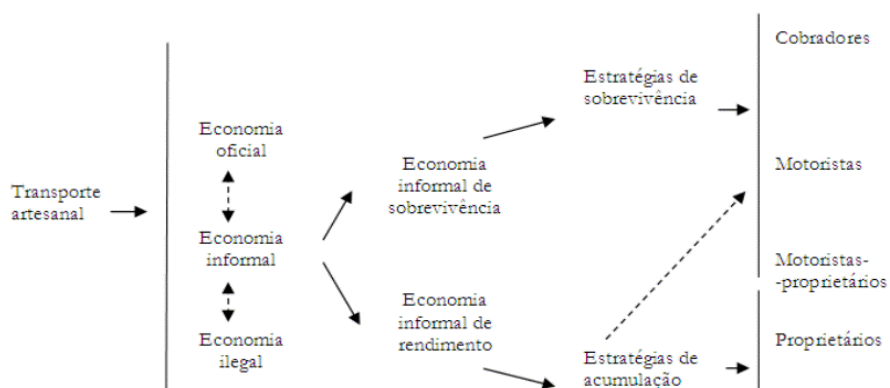 Transporte
artesanal
Economia
oficial
Economia
informal
Economia
ilegal
Economia
informal de
sobrevivência
Economia
informal de
rendimento
Estratégias de
sobrevivência
Estratégias de
acumulação
Cobradores
Motoristas
Motoristas-
-proprietários
Proprietários